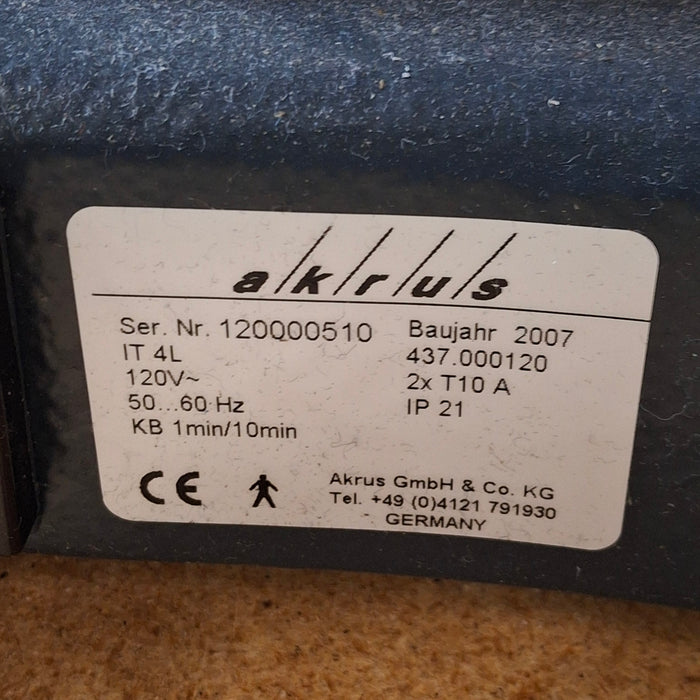 a/k/r/u/s
Ser. Nr. 120000510 Baujahr 2007
IT 4L 437.000120
120V~ 2x T10 A
50...60 Hz IP 21
KB 1min/10min
CE
Akrus GmbH & Co. KG
Tel. +49 (0)4121 791930
GERMANY